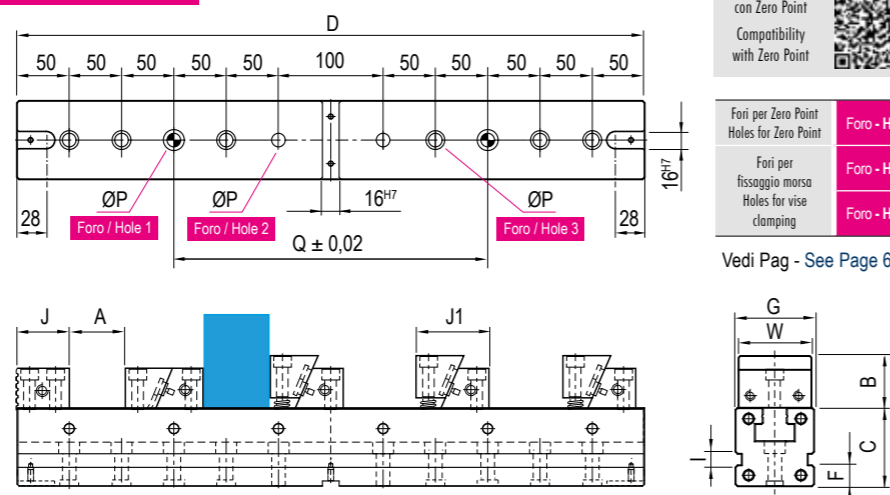 D
50 50 50 50 50 100 50 50 50 50 50
ØP ØP 16H7 ØP 16H7
28 Foro / Hole 1 Foro / Hole 2 Foro / Hole 3 28
Q ± 0,02
con Zero Point
Compatibility
with Zero Point
Fori per Zero Point
Holes for Zero Point
Foro - H
Fori per
fissaggio morsa
Holes for vise
clamping
Foro - H
Foro - H
Vedi Pag - See Page 6
J A J1
G
W
B
C
I
F